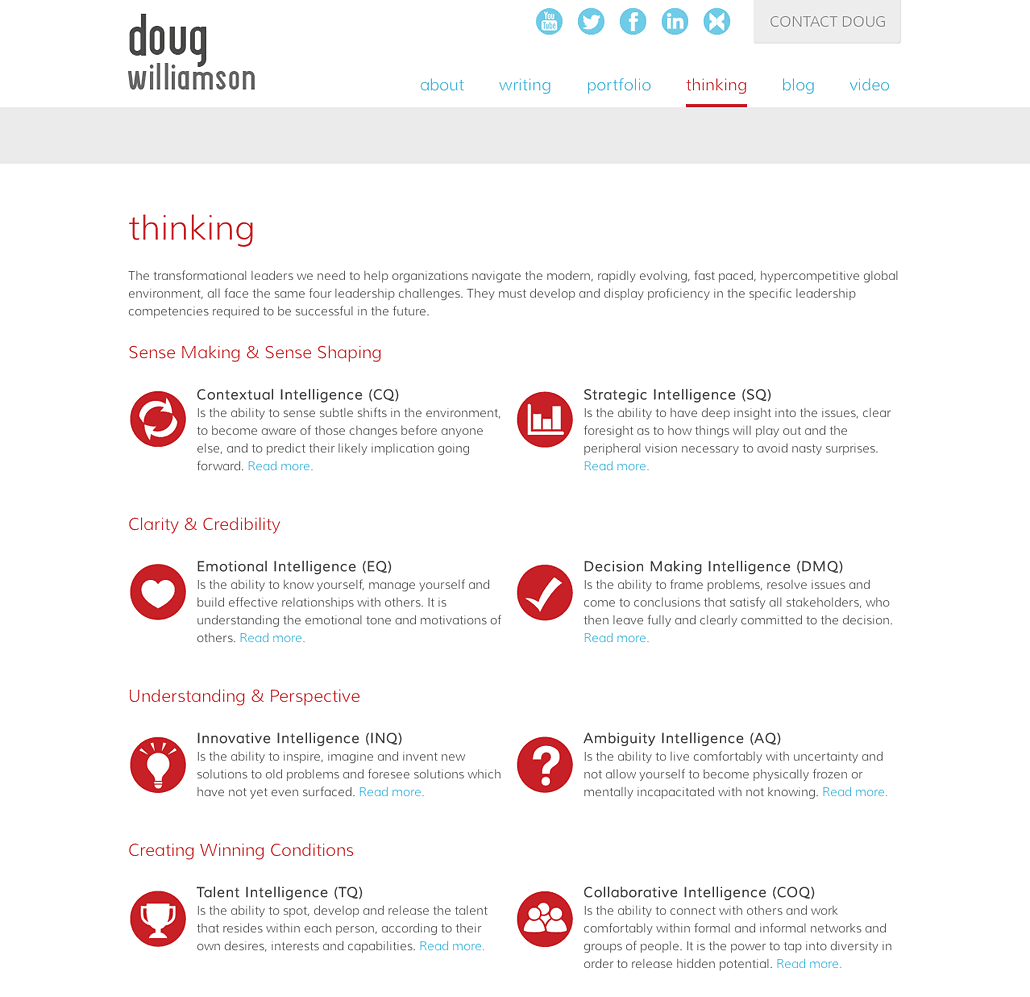 doug
williamson
You
Tube
CONTACT DOUG
about writing portfolio thinking blog video
thinking
The transformational leaders we need to help organizations navigate the modern, rapidly evolving, fast paced, hypercompetitive global
environment, all face the same four leadership challenges. They must develop and display proficiency in the specific leadership
competencies required to be successful in the future.
Sense Making & Sense Shaping
Contextual Intelligence (CQ)
Is the ability to sense subtle shifts in the environment,
to become aware of those changes before anyone
else, and to predict their likely implication going
forward. Read more.
Strategic Intelligence (SQ)
Is the ability to have deep insight into the issues, clear
foresight as to how things will play out and the
peripheral vision necessary to avoid nasty surprises.
Read more.
Clarity & Credibility
Emotional Intelligence (EQ)
Is the ability to know yourself, manage yourself and
build effective relationships with others. It is
understanding the emotional tone and motivations of
others. Read more.
Decision Making Intelligence (DMQ)
Is the ability to frame problems, resolve issues and
come to conclusions that satisfy all stakeholders, who
then leave fully and clearly committed to the decision.
Read more.
Understanding & Perspective
Innovative Intelligence (INQ)
Is the ability to inspire, imagine and invent new
solutions to old problems and foresee solutions which
have not yet even surfaced. Read more.
Ambiguity Intelligence (AQ)
Is the ability to live comfortably with uncertainty and
not allow yourself to become physically frozen or
mentally incapacitated with not knowing. Read more.
Creating Winning Conditions
Talent Intelligence (TQ)
Is the ability to spot, develop and release the talent
that resides within each person, according to their
own desires, interests and capabilities. Read more.
Collaborative Intelligence (COQ)
Is the ability to connect with others and work
comfortably within formal and informal networks and
groups of people. It is the power to tap into diversity in
order to release hidden potential. Read more.